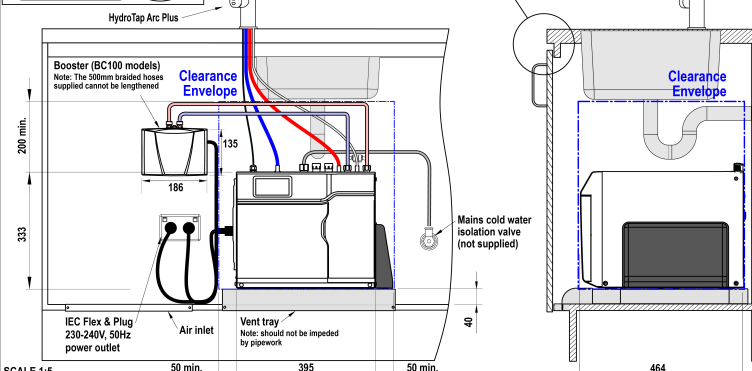 HydroTap Arc Plus
Booster (BC100 models)
Note: The 500mm braided hoses
supplied cannot be lengthened
Clearance
Envelope
Clearance
Envelope
200 min.
135
186
333
Mains cold water
isolation valve
(not supplied)
IEC Flex & Plug
230-240V, 50Hz
power outlet
Air inlet
Vent tray
Note: should not be impeded
by pipework
40
SCALE 1:5
50 min.
395
50 min.
464